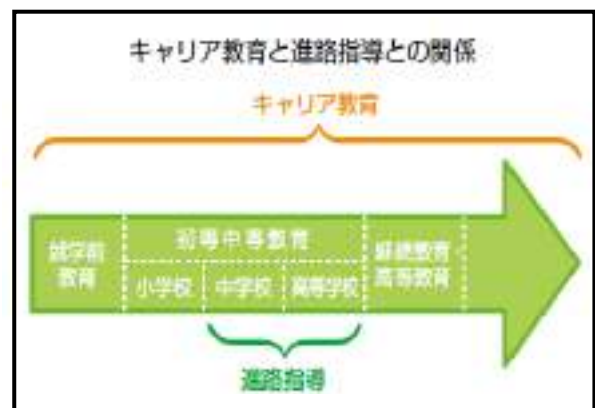 キャリア教育と進路指導との関係
キャリア教育
就学前
教育
初等中等教育
小学校 中学校 高等学校
継続教育・
高等教育
進路指導